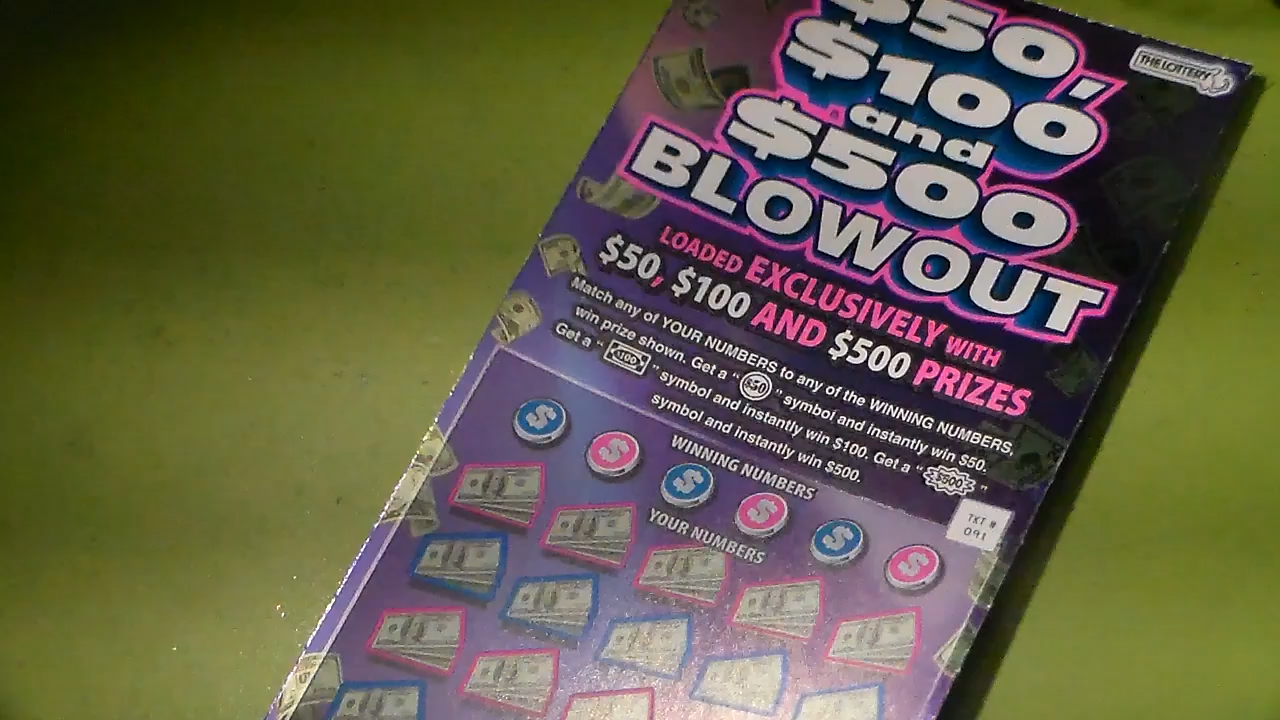 $50,
$100
and
$500
BLOWOUT
THE LOTTERY
LOADED EXCLUSIVELY WITH
$50, $100 AND $500 PRIZES
Match any of YOUR NUMBERS to any of the WINNING NUMBERS,
win prize shown. Get a "$50" symbol and instantly win $50.
Get a "$100" symbol and instantly win $100. Get a "$500"
symbol and instantly win $500.
WINNING NUMBERS
$ $ $ $ $ $
YOUR NUMBERS
TKT #
091